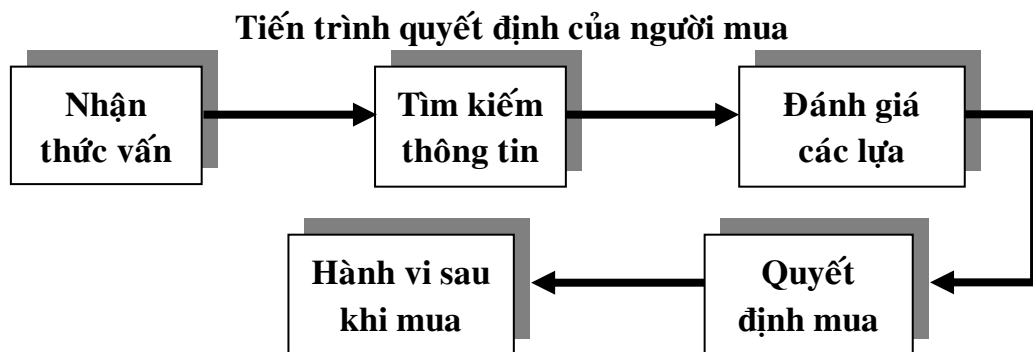 Tiến trình quyết định của người mua
Nhận
thức vấn
Tìm kiếm
thông tin
Đánh giá
các lựa
Quyết
định mua
Hành vi sau
khi mua